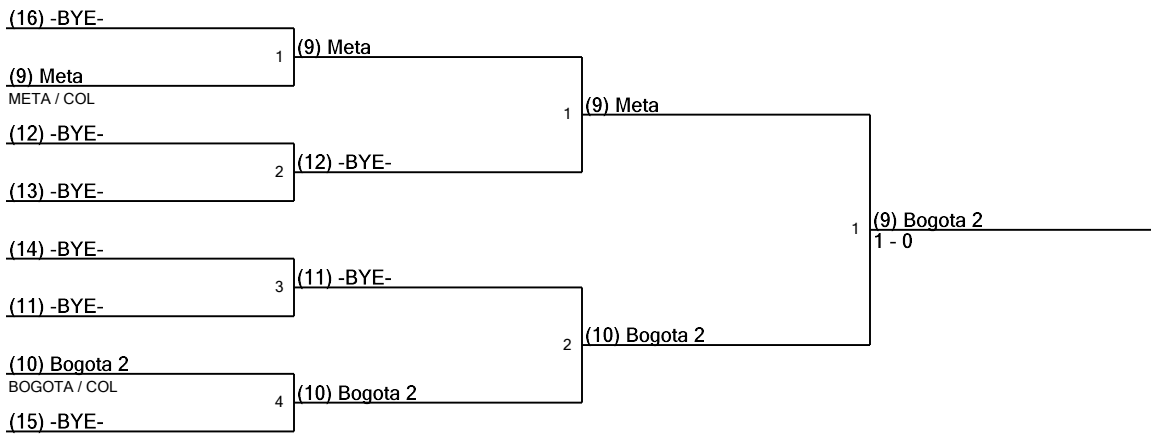 (16) -BYE-
1
(9) Meta
(9) Meta
META / COL
1
(9) Meta
(12) -BYE-
2
(12) -BYE-
(13) -BYE-
1
(9) Bogota 2
1 - 0
(14) -BYE-
3
(11) -BYE-
(11) -BYE-
2
(10) Bogota 2
(10) Bogota 2
BOGOTA / COL
4
(10) Bogota 2
(15) -BYE-